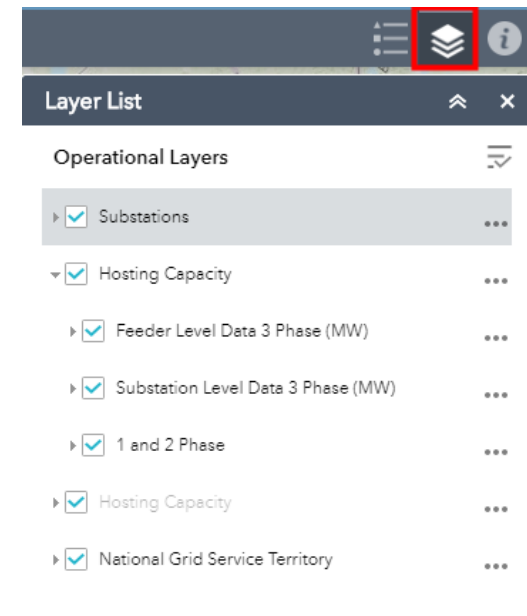 i
Layer List
Operational Layers
Substations
Hosting Capacity
Feeder Level Data 3 Phase (MW)
Substation Level Data 3 Phase (MW)
1 and 2 Phase
Hosting Capacity
National Grid Service Territory